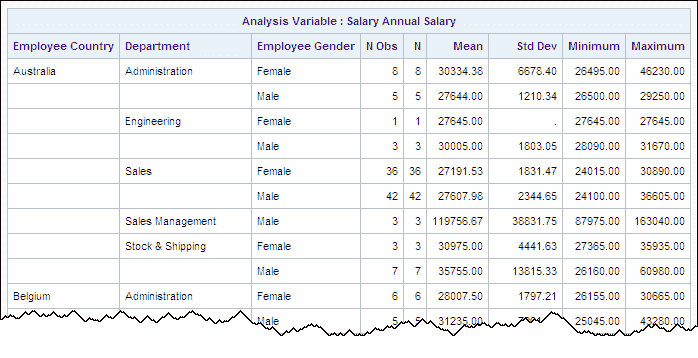 Analysis Variable : Salary Annual Salary
Employee Country Department Employee Gender N Obs N Mean Std Dev Minimum Maximum
Australia Administration Female 8 8 30334.38 6678.40 26495.00 46230.00
Male 5 5 27644.00 1210.34 26500.00 29250.00
Engineering Female 1 1 27645.00 . 27645.00 27645.00
Male 3 3 30005.00 1803.05 28090.00 31670.00
Sales Female 36 36 27191.53 1831.47 24015.00 30890.00
Male 42 42 27607.98 2344.65 24100.00 36605.00
Sales Management Male 3 3 119756.67 38831.75 87975.00 163040.00
Stock & Shipping Female 3 3 30975.00 4441.63 27365.00 35935.00
Male 7 7 35755.00 13815.33 26160.00 60980.00
Belgium Administration Female 6 6 28007.50 1797.21 26155.00 30665.00
Male 5 5 31235.00 25045.00 43280.00